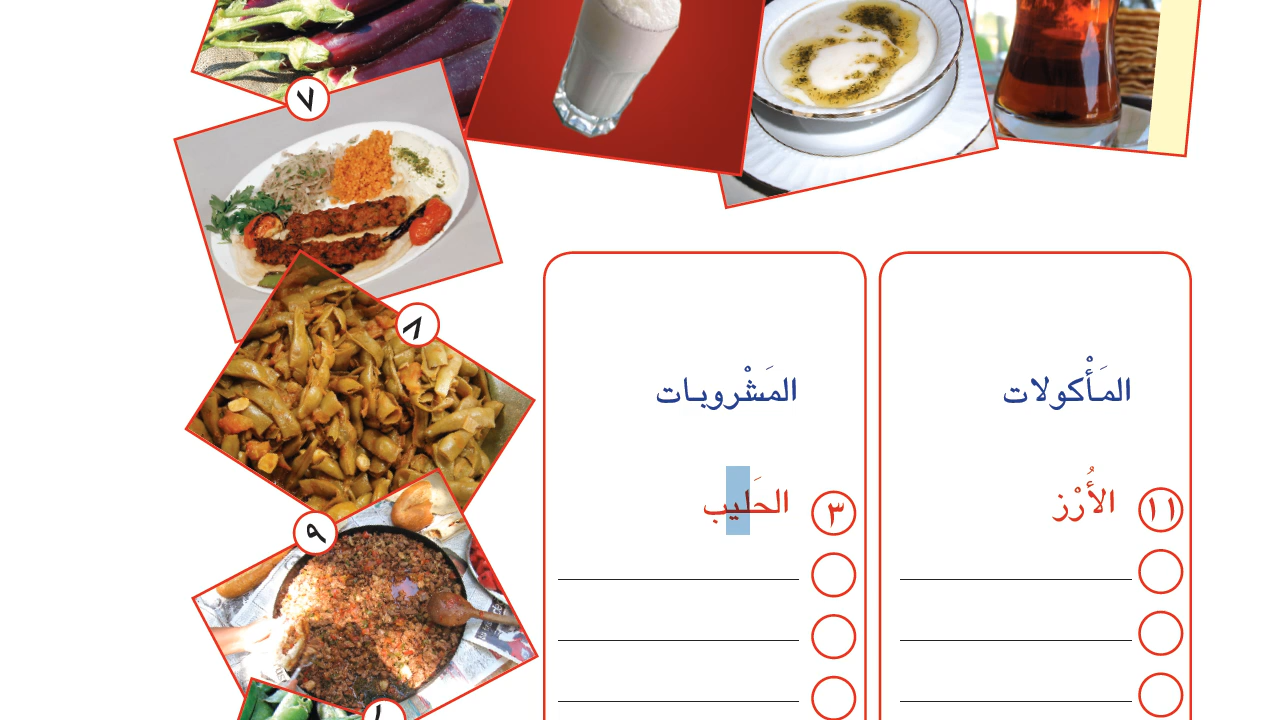 ٧
٨
٩
المَأْكولات
المَشْروبات
١١ الأُرْز
٣ الحَليب